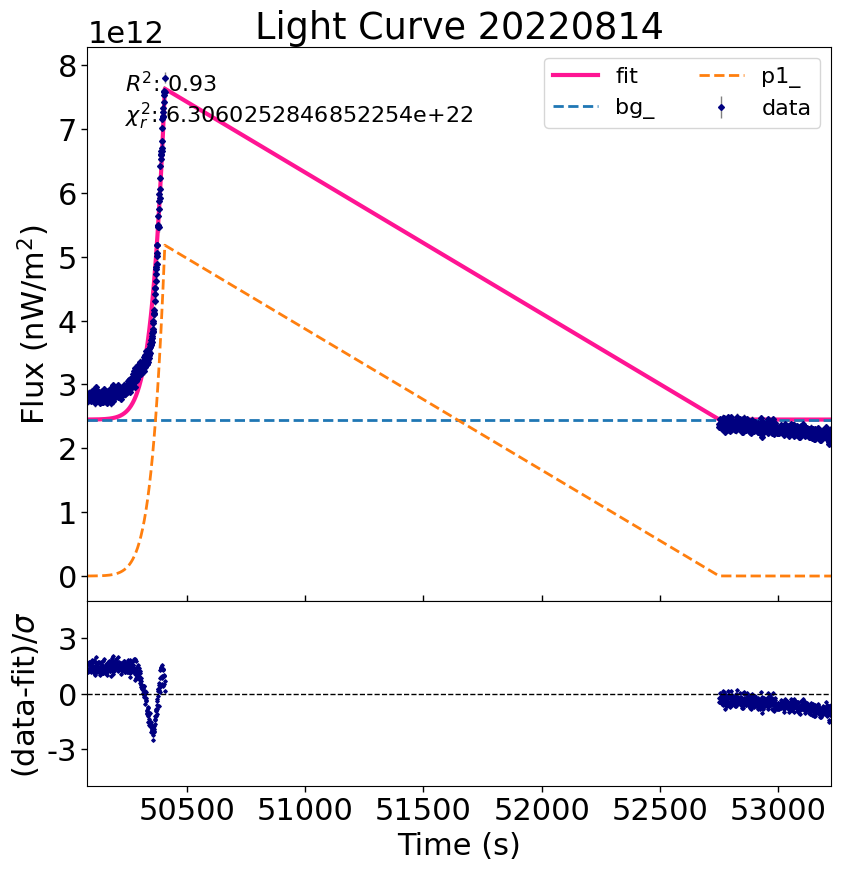 Light Curve 20220814
1e12
R²: 0.93
χ²ᵣ: 6.3060252846852254e+22
fit
bg_
p1_
data
Flux (nW/m²)
8
7
6
5
4
3
2
1
0
(data-fit)/σ
3
0
-3
50500 51000 51500 52000 52500 53000
Time (s)